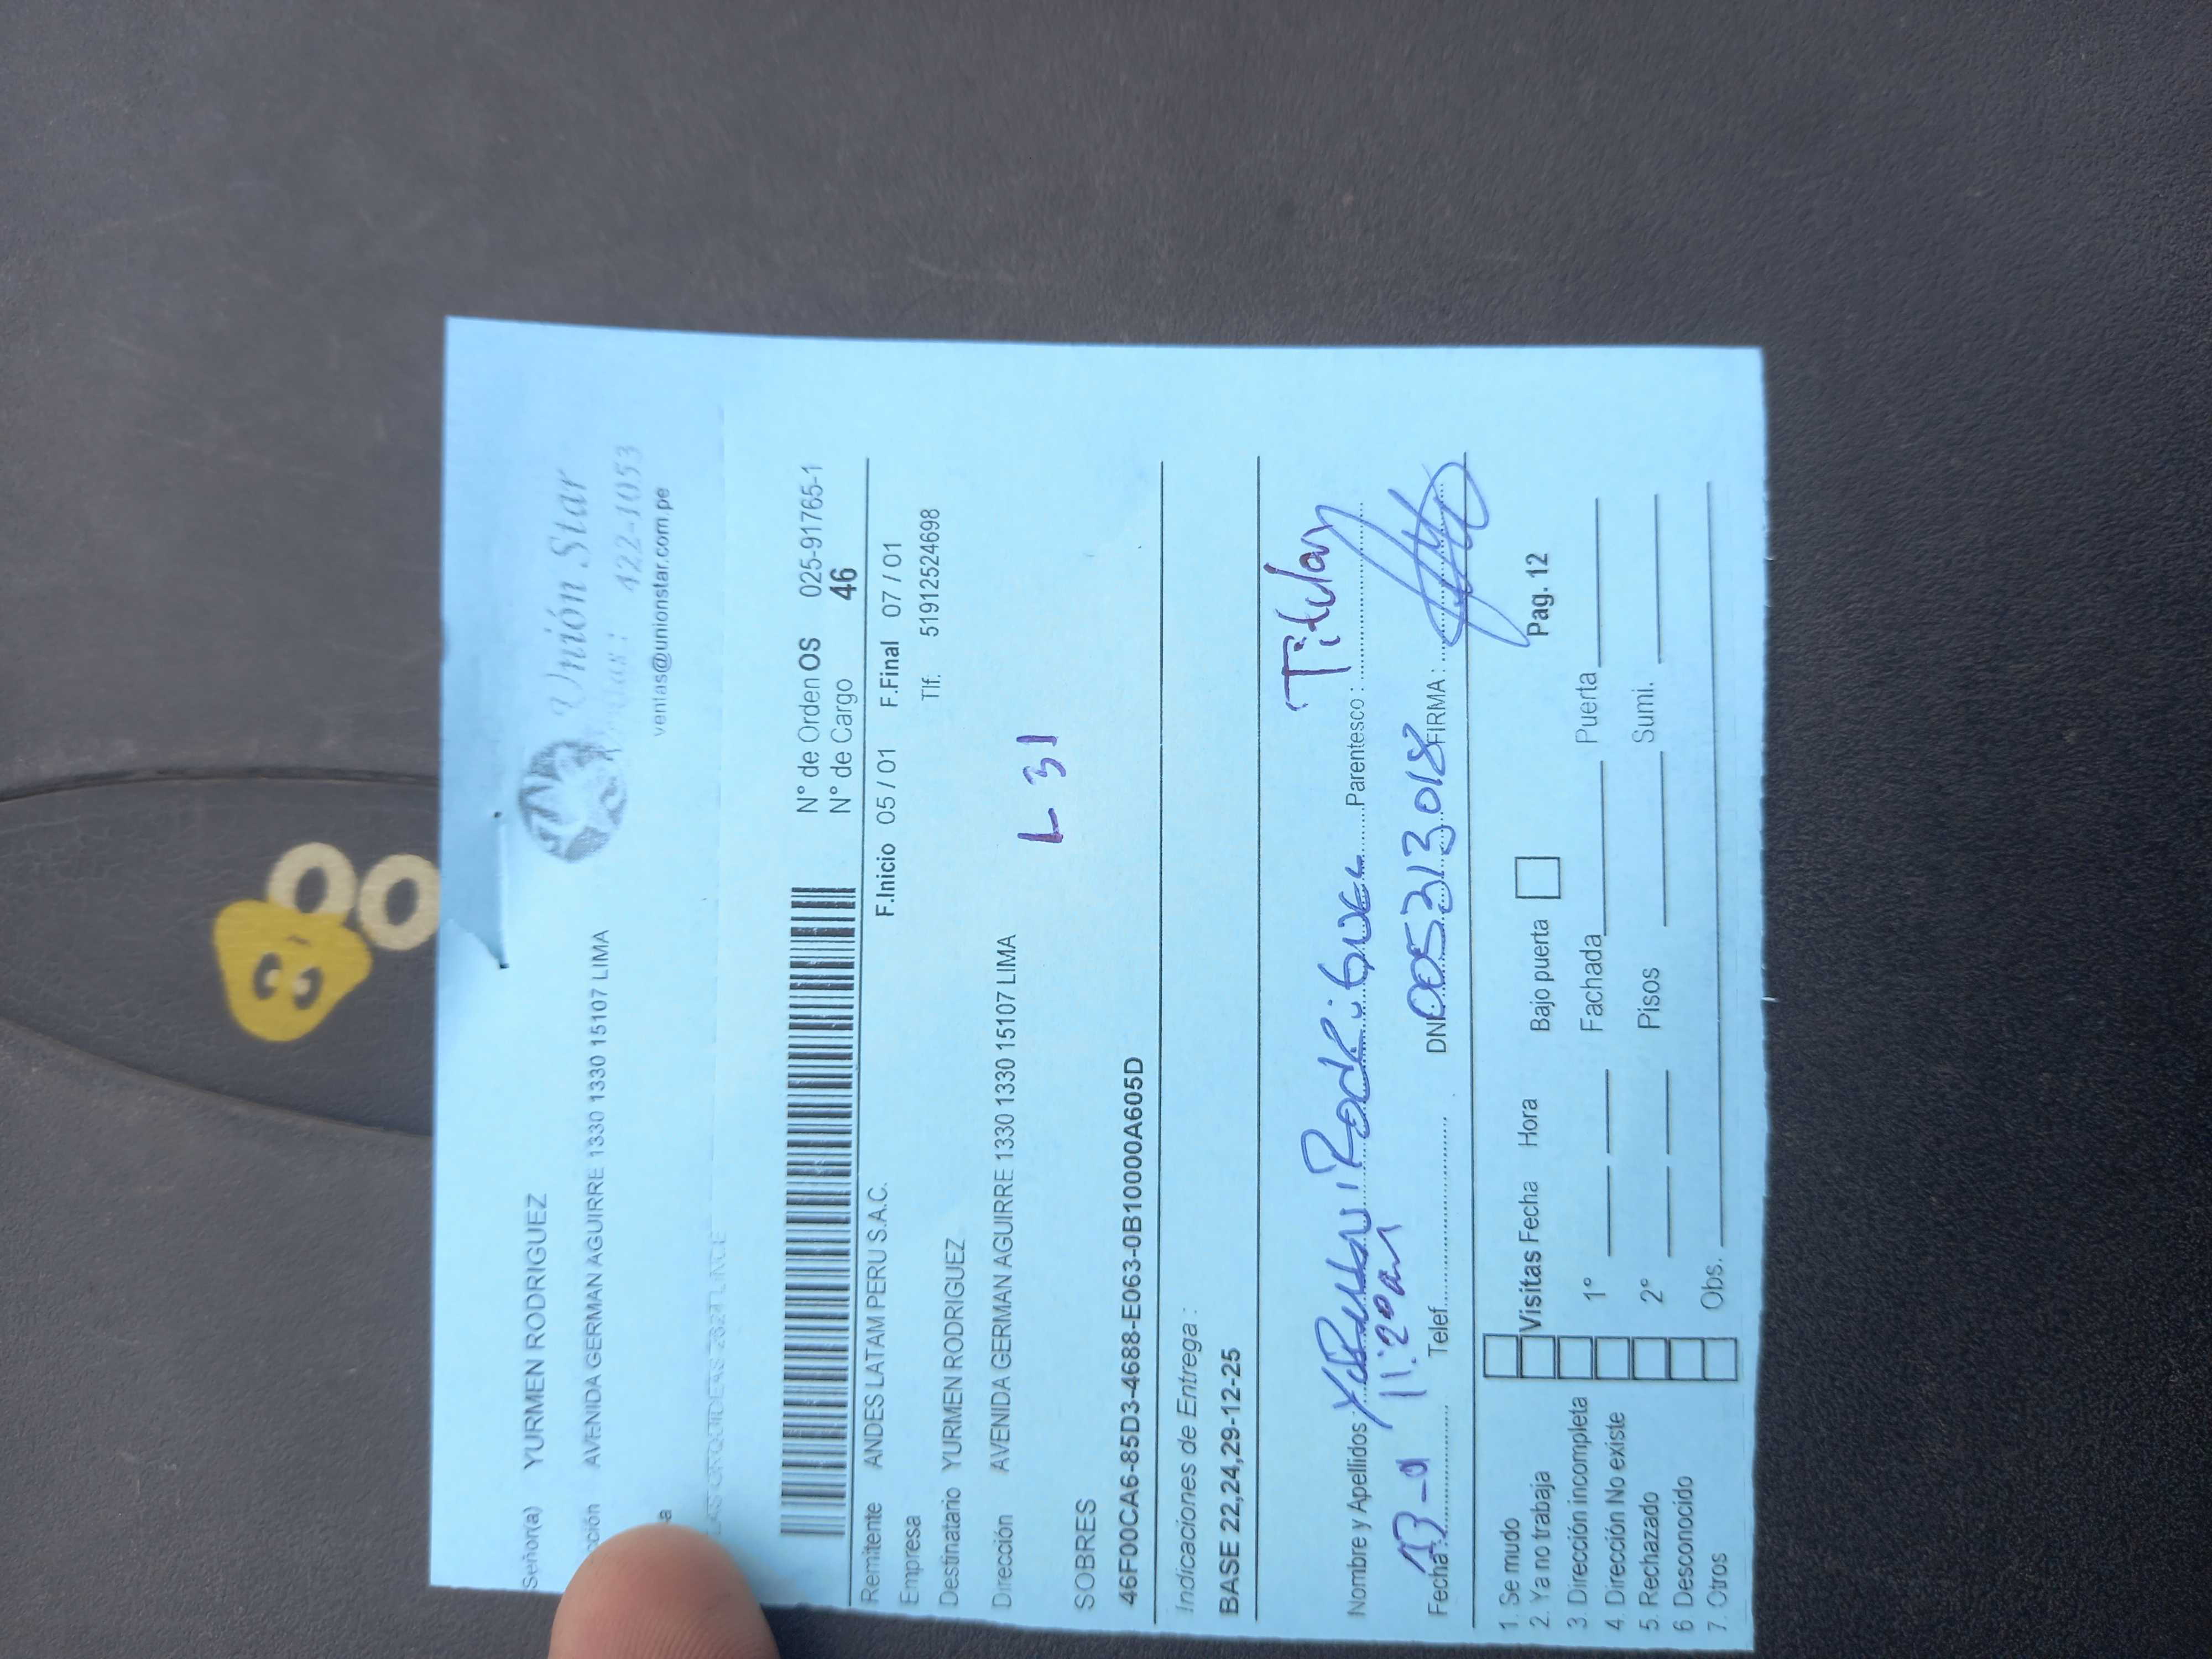 Unión Star
422-1053
ventas@unionstar.com.pe
Señor(a) YURMEN RODRIGUEZ
cción AVENIDA GERMAN AGUIRRE 1330 1330 15107 LIMA
a
N° de Orden OS 025-91765-1
N° de Cargo 46
Remitente ANDES LATAM PERU S.A.C. F.Inicio 05 / 01 F.Final 07 / 01
Empresa Tlf. 51912524698
Destinatario YURMEN RODRIGUEZ
Dirección AVENIDA GERMAN AGUIRRE 1330 1330 15107 LIMA
L 31
SOBRES
46F00CA6-85D3-4688-E063-0B10000A605D
Indicaciones de Entrega :
BASE 22,24,29-12-25
Nombre y Apellidos: Rodriguez Parentesco: Titular
11:20am
Fecha: Telef. DNI 005313018 FIRMA:
Pag. 12
1. Se mudo
2. Ya no trabaja
3. Dirección incompleta
4. Dirección No existe
5. Rechazado
6 Desconocido
7. Otros
Visitas Fecha Hora Bajo puerta
1° Fachada Puerta
2° Pisos Sumi.
Obs.